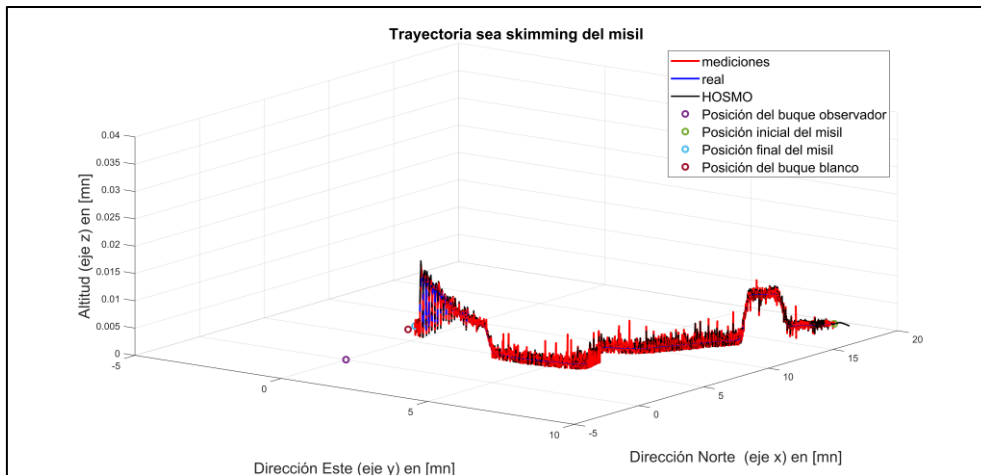 Trayectoria sea skimming del misil
mediciones
real
HOSMO
Posición del buque observador
Posición inicial del misil
Posición final del misil
Posición del buque blanco
Altitud (eje z) en [mn]
0.04
0.035
0.03
0.025
0.02
0.015
0.01
0.005
0
-5
0
5
10
Dirección Este (eje y) en [mn]
-5
0
5
10
15
20
Dirección Norte (eje x) en [mn]